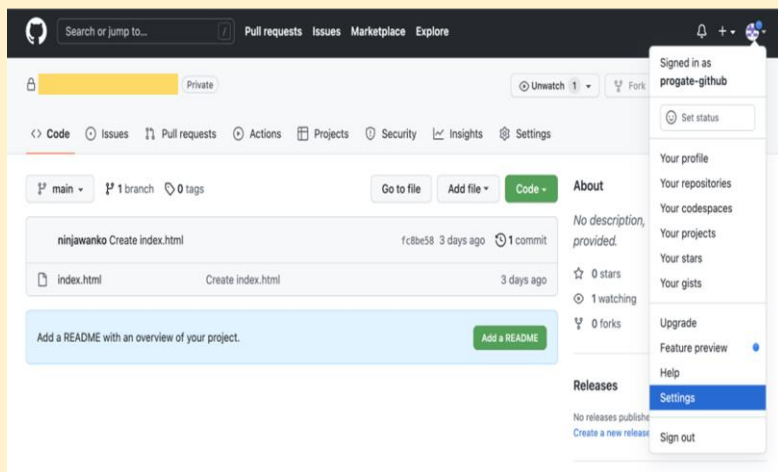 Search or jump to... / Pull requests Issues Marketplace Explore
Signed in as
progate-github
Private Unwatch 1 Fork
Set status
Code Issues Pull requests Actions Projects Security Insights Settings
Your profile
Your repositories
Your codespaces
Your projects
Your stars
Your gists
Upgrade
Feature preview
Help
Settings
Sign out
main 1 branch 0 tags Go to file Add file Code
ninjawanko Create index.html fc8be58 3 days ago 1 commit
index.html Create index.html 3 days ago
Add a README with an overview of your project. Add a README
About
No description,
provided.
0 stars
1 watching
0 forks
Releases
No releases publishe
Create a new release